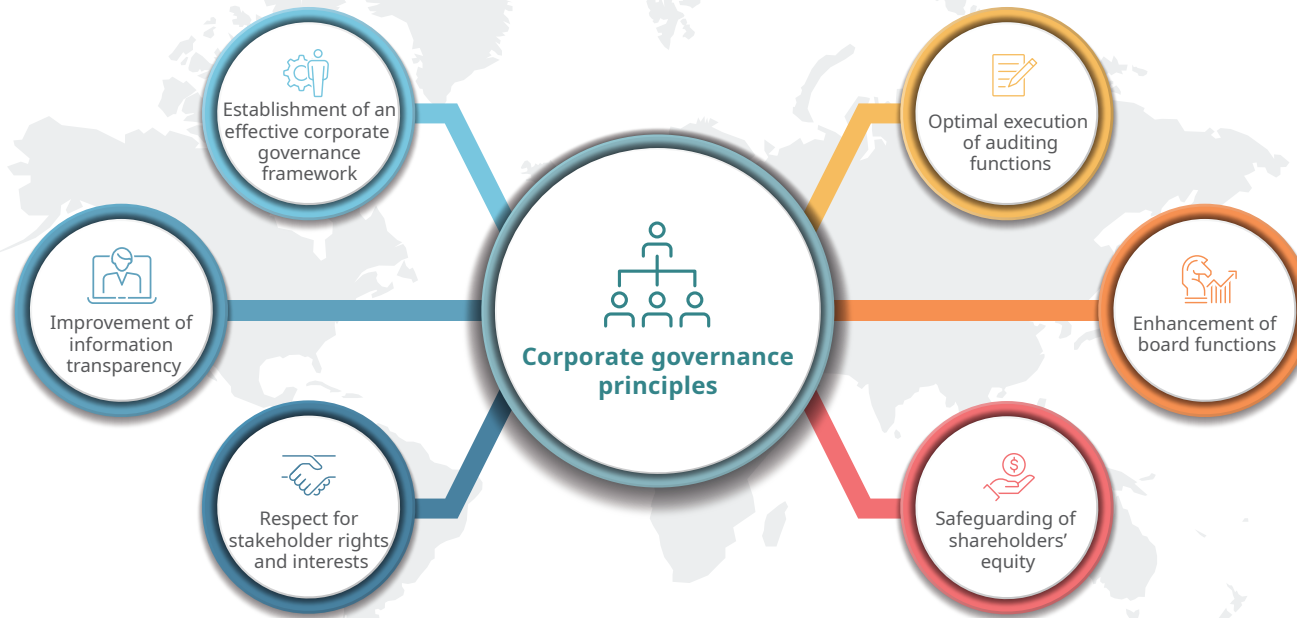 Establishment of an
effective corporate
governance
framework
Optimal execution
of auditing
functions
Improvement of
information
transparency
Corporate governance
principles
Enhancement of
board functions
Respect for
stakeholder rights
and interests
Safeguarding of
shareholders’
equity
$